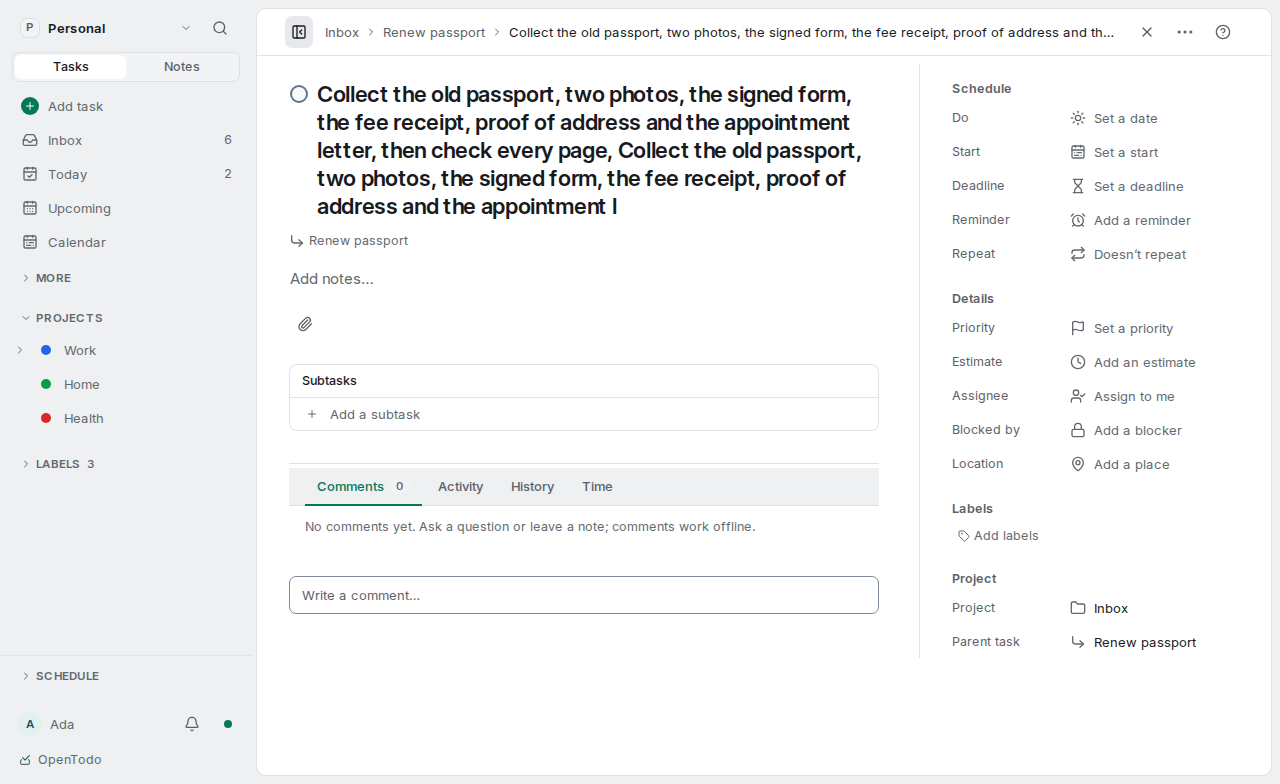 P Personal
Tasks Notes
Add task
Inbox 6
Today 2
Upcoming
Calendar
MORE
PROJECTS
Work
Home
Health
LABELS 3
SCHEDULE
A Ada
OpenTodo
Inbox > Renew passport > Collect the old passport, two photos, the signed form, the fee receipt, proof of address and th...
Collect the old passport, two photos, the signed form,
the fee receipt, proof of address and the appointment
letter, then check every page, Collect the old passport,
two photos, the signed form, the fee receipt, proof of
address and the appointment l
Renew passport
Add notes...
Subtasks
+ Add a subtask
Comments 0 Activity History Time
No comments yet. Ask a question or leave a note; comments work offline.
Write a comment...
Schedule
Do Set a date
Start Set a start
Deadline Set a deadline
Reminder Add a reminder
Repeat Doesn't repeat
Details
Priority Set a priority
Estimate Add an estimate
Assignee Assign to me
Blocked by Add a blocker
Location Add a place
Labels
Add labels
Project
Project Inbox
Parent task Renew passport